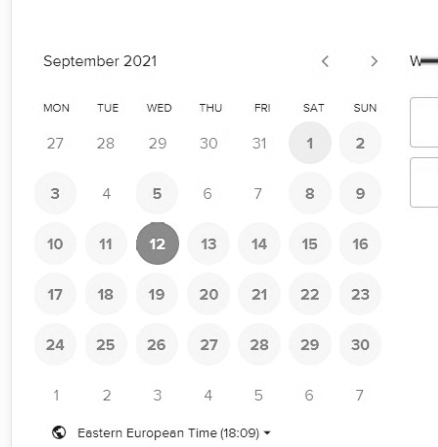 September 2021
MON TUE WED THU FRI SAT SUN
27 28 29 30 31 1 2
3 4 5 6 7 8 9
10 11 12 13 14 15 16
17 18 19 20 21 22 23
24 25 26 27 28 29 30
1 2 3 4 5 6 7
Eastern European Time (18:09)